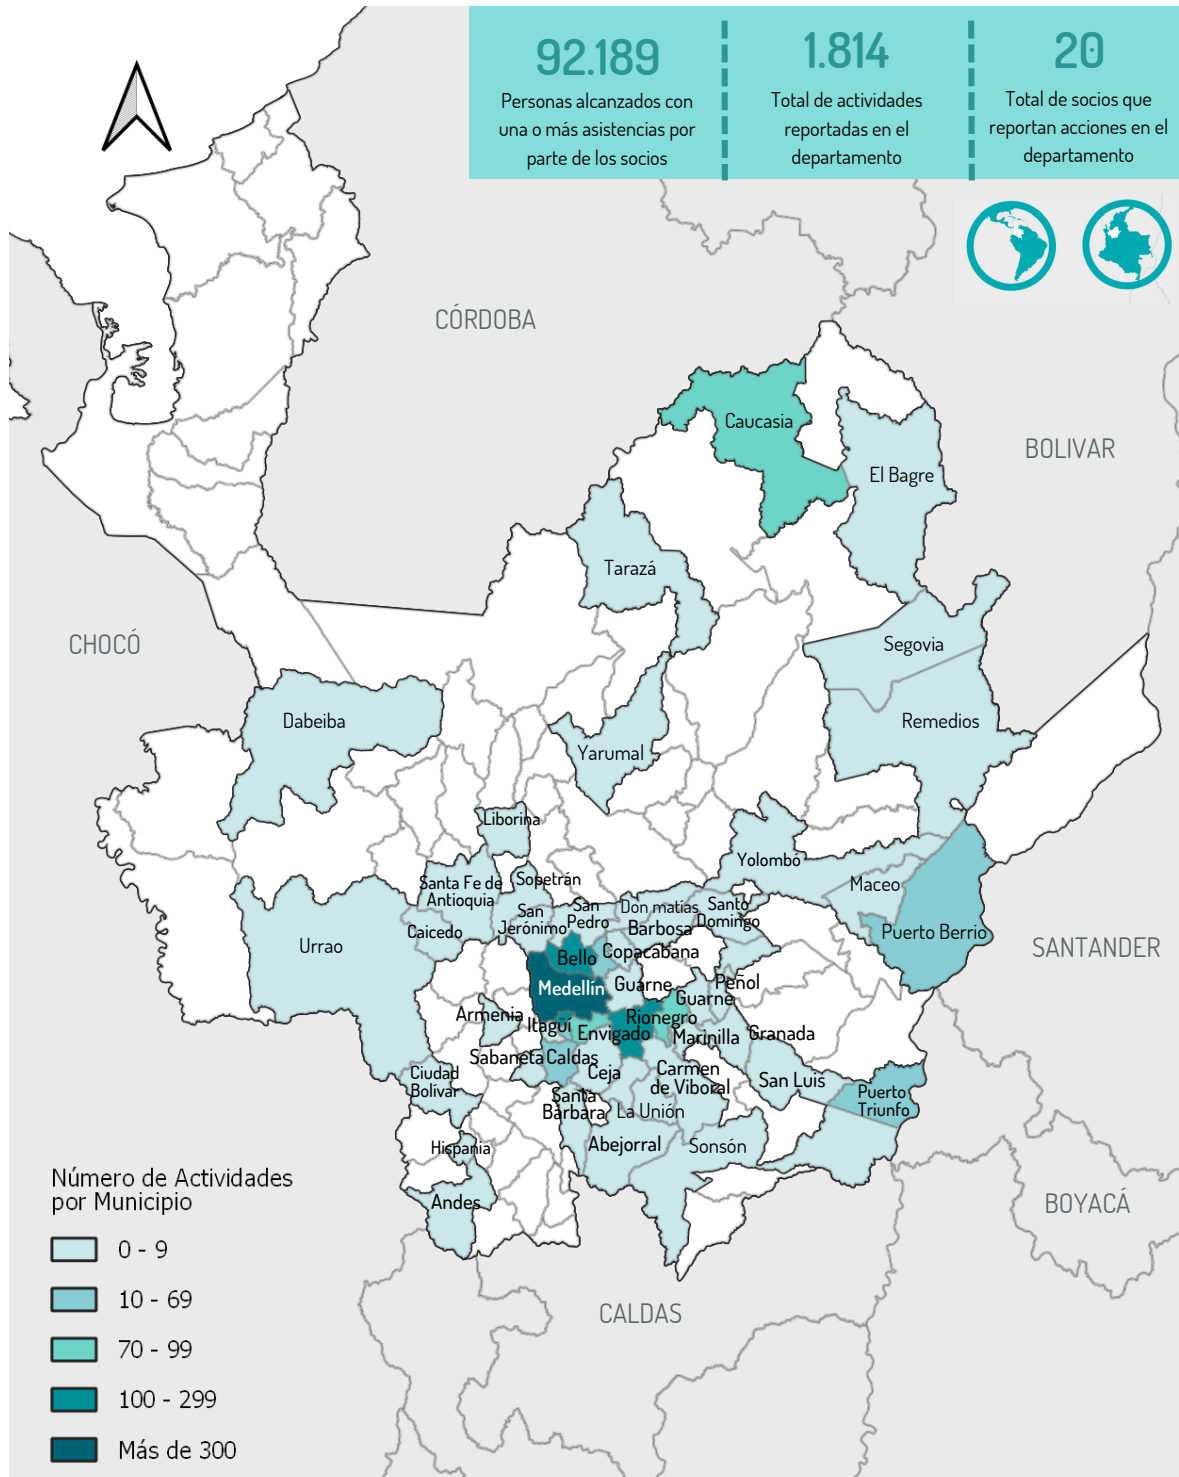 92.189
Personas alcanzados con
una o más asistencias por
parte de los socios
1.814
Total de actividades
reportadas en el
departamento
20
Total de socios que
reportan acciones en el
departamento
CÓRDOBA
BOLIVAR
CHOCÓ
SANTANDER
BOYACÁ
CALDAS
Caucasia
El Bagre
Tarazá
Segovia
Remedios
Dabeiba
Yarumal
Liborina
Yolombó
Maceo
Santa Fe de
Antioquia
Sopetrán
San
Jerónimo
San
Pedro
Don matías
Barbosa
Santo
Domingo
Caicedo
Urrao
Puerto Berrio
Bello
Copacabana
Medellín
Guarne
Peñol
Guarne
Armenia
Itagüí
Envigado
Rionegro
Marinilla
Granada
Sabaneta
Caldas
Ceja
Carmen
de Viboral
San Luis
Puerto
Triunfo
Ciudad
Bolívar
Santa
Bárbara
La Unión
Abejorral
Sonsón
Hispania
Andes
Número de Actividades
por Municipio
0 - 9
10 - 69
70 - 99
100 - 299
Más de 300